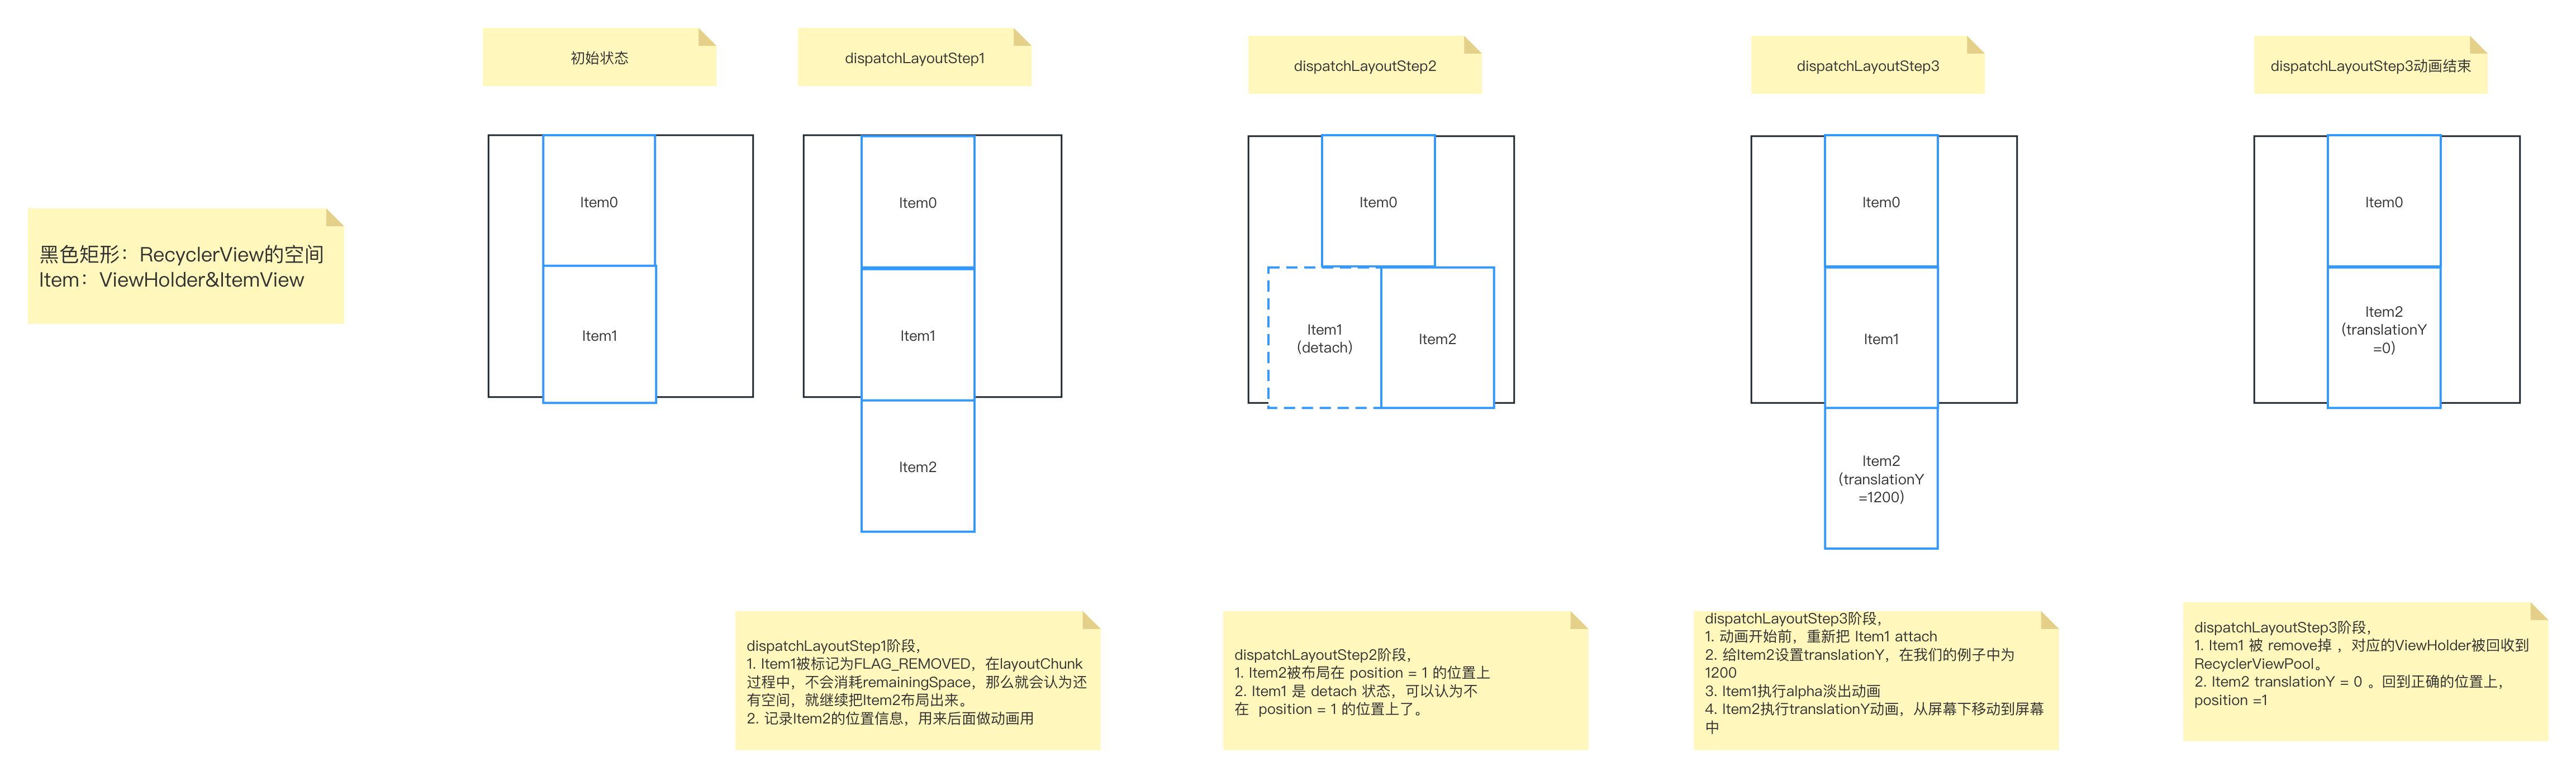 初始状态
dispatchLayoutStep1
dispatchLayoutStep2
dispatchLayoutStep3
dispatchLayoutStep3动画结束
黑色矩形：RecyclerView的空间
Item：ViewHolder&ItemView
Item0
Item1
Item0
Item1
Item2
Item0
Item1
(detach)
Item2
Item0
Item1
Item2
(translationY
=1200)
Item0
Item2
(translationY
=0)
dispatchLayoutStep1阶段，
1. Item1被标记为FLAG_REMOVED，在layoutChunk
过程中，不会消耗remainingSpace，那么就会认为还
有空间，就继续把Item2布局出来。
2. 记录Item2的位置信息，用来后面做动画用
dispatchLayoutStep2阶段，
1. Item2被布局在 position = 1 的位置上
2. Item1 是 detach 状态，可以认为不
在 position = 1 的位置上了。
dispatchLayoutStep3阶段，
1. 动画开始前，重新把 Item1 attach
2. 给Item2设置translationY，在我们的例子中为
1200
3. Item1执行alpha淡出动画
4. Item2执行translationY动画，从屏幕下移动到屏幕
中
dispatchLayoutStep3阶段，
1. Item1 被 remove掉 ，对应的ViewHolder被回收到
RecyclerViewPool。
2. Item2 translationY = 0 。回到正确的位置上，
position =1